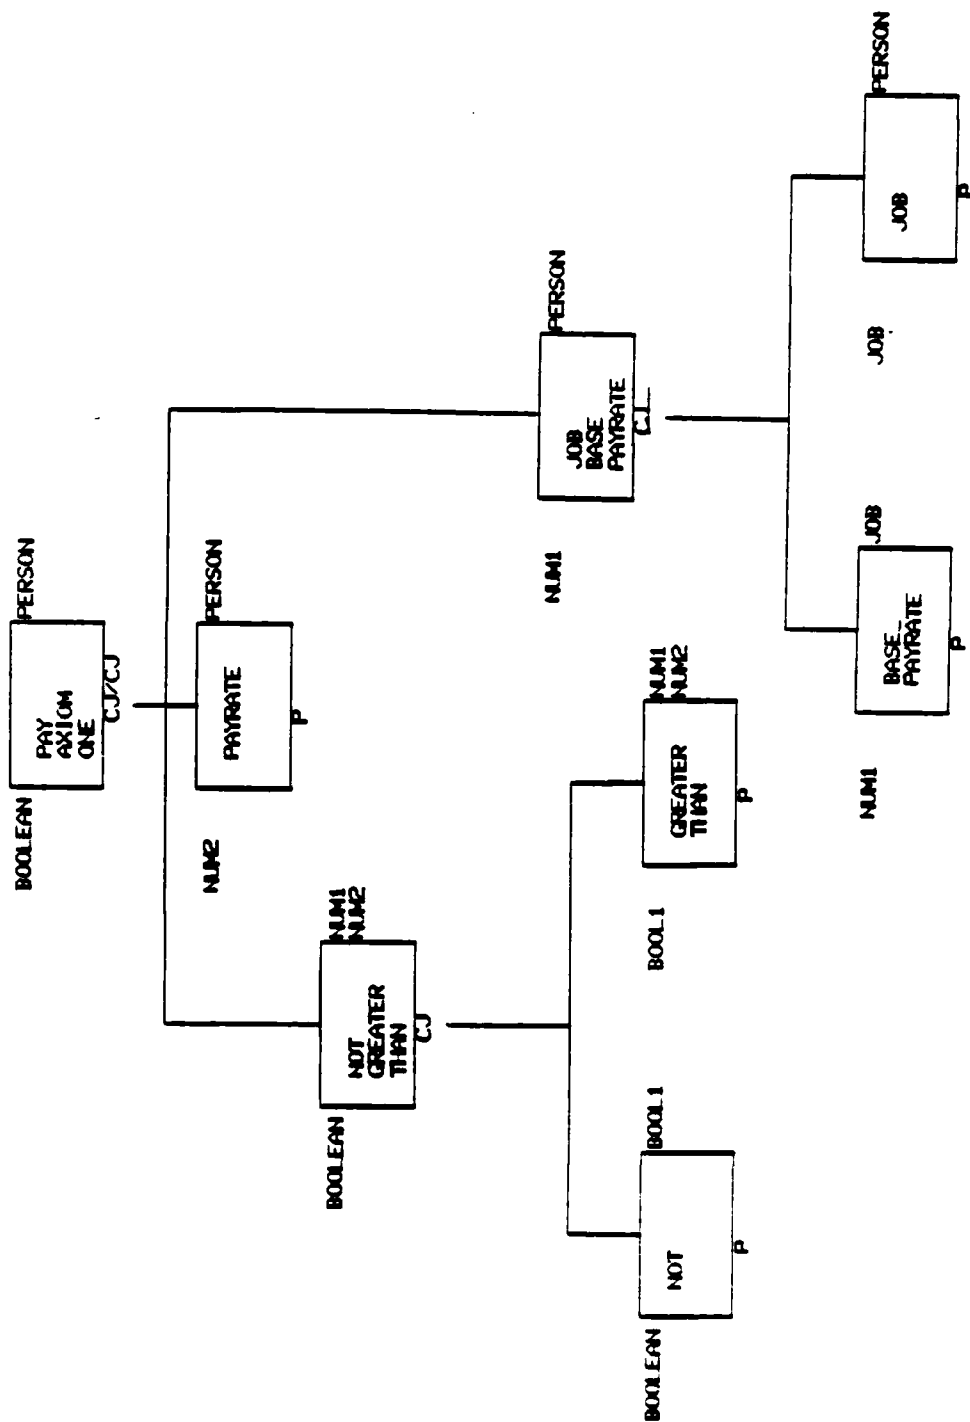 BOOLEAN
PAY
AXIOM
ONE
PERSON
CJ/CJ
NUM2
PAYRATE
PERSON
P
BOOLEAN
NOT
GREATER
THAN
NUM1
NUM2
CJ
NUM1
JOB
BASE
PAYRATE
PERSON
CJ
BOOLEAN
NOT
BOOL1
P
BOOL1
GREATER
THAN
NUM1
NUM2
P
NUM1
BASE_
PAYRATE
JOB
P
JOB
JOB
PERSON
P